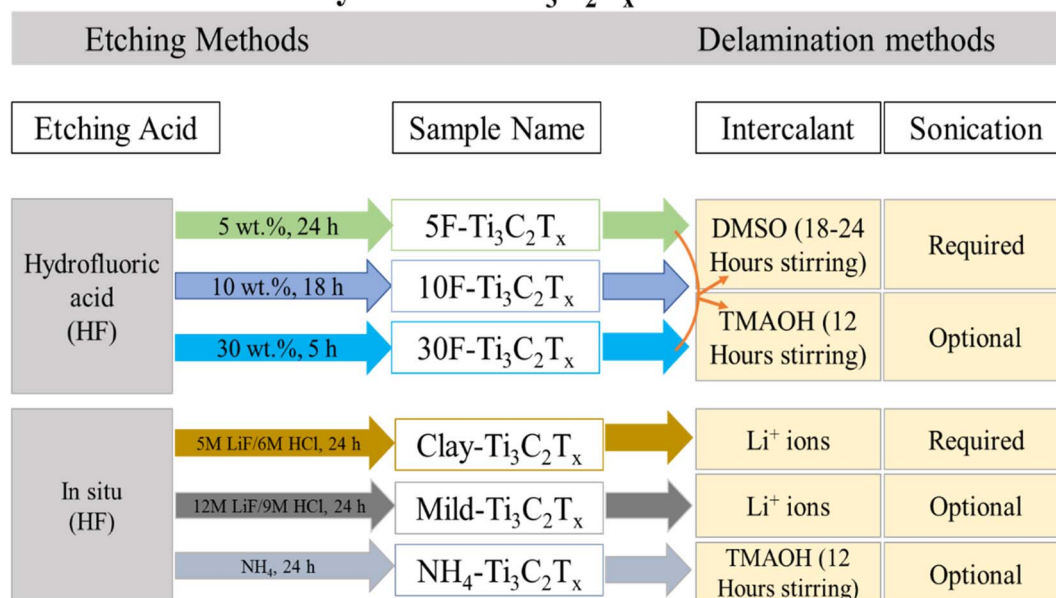 Etching Methods
Delamination methods
Etching Acid
Sample Name
Intercalant
Sonication
Hydrofluoric
acid
(HF)
5 wt.%, 24 h
5F-Ti₃C₂Tₓ
10 wt.%, 18 h
10F-Ti₃C₂Tₓ
30 wt.%, 5 h
30F-Ti₃C₂Tₓ
DMSO (18-24
Hours stirring)
Required
TMAOH (12
Hours stirring)
Optional
In situ
(HF)
5M LiF/6M HCl, 24 h
Clay-Ti₃C₂Tₓ
Li⁺ ions
Required
12M LiF/9M HCl, 24 h
Mild-Ti₃C₂Tₓ
Li⁺ ions
Optional
NH₄, 24 h
NH₄-Ti₃C₂Tₓ
TMAOH (12
Hours stirring)
Optional